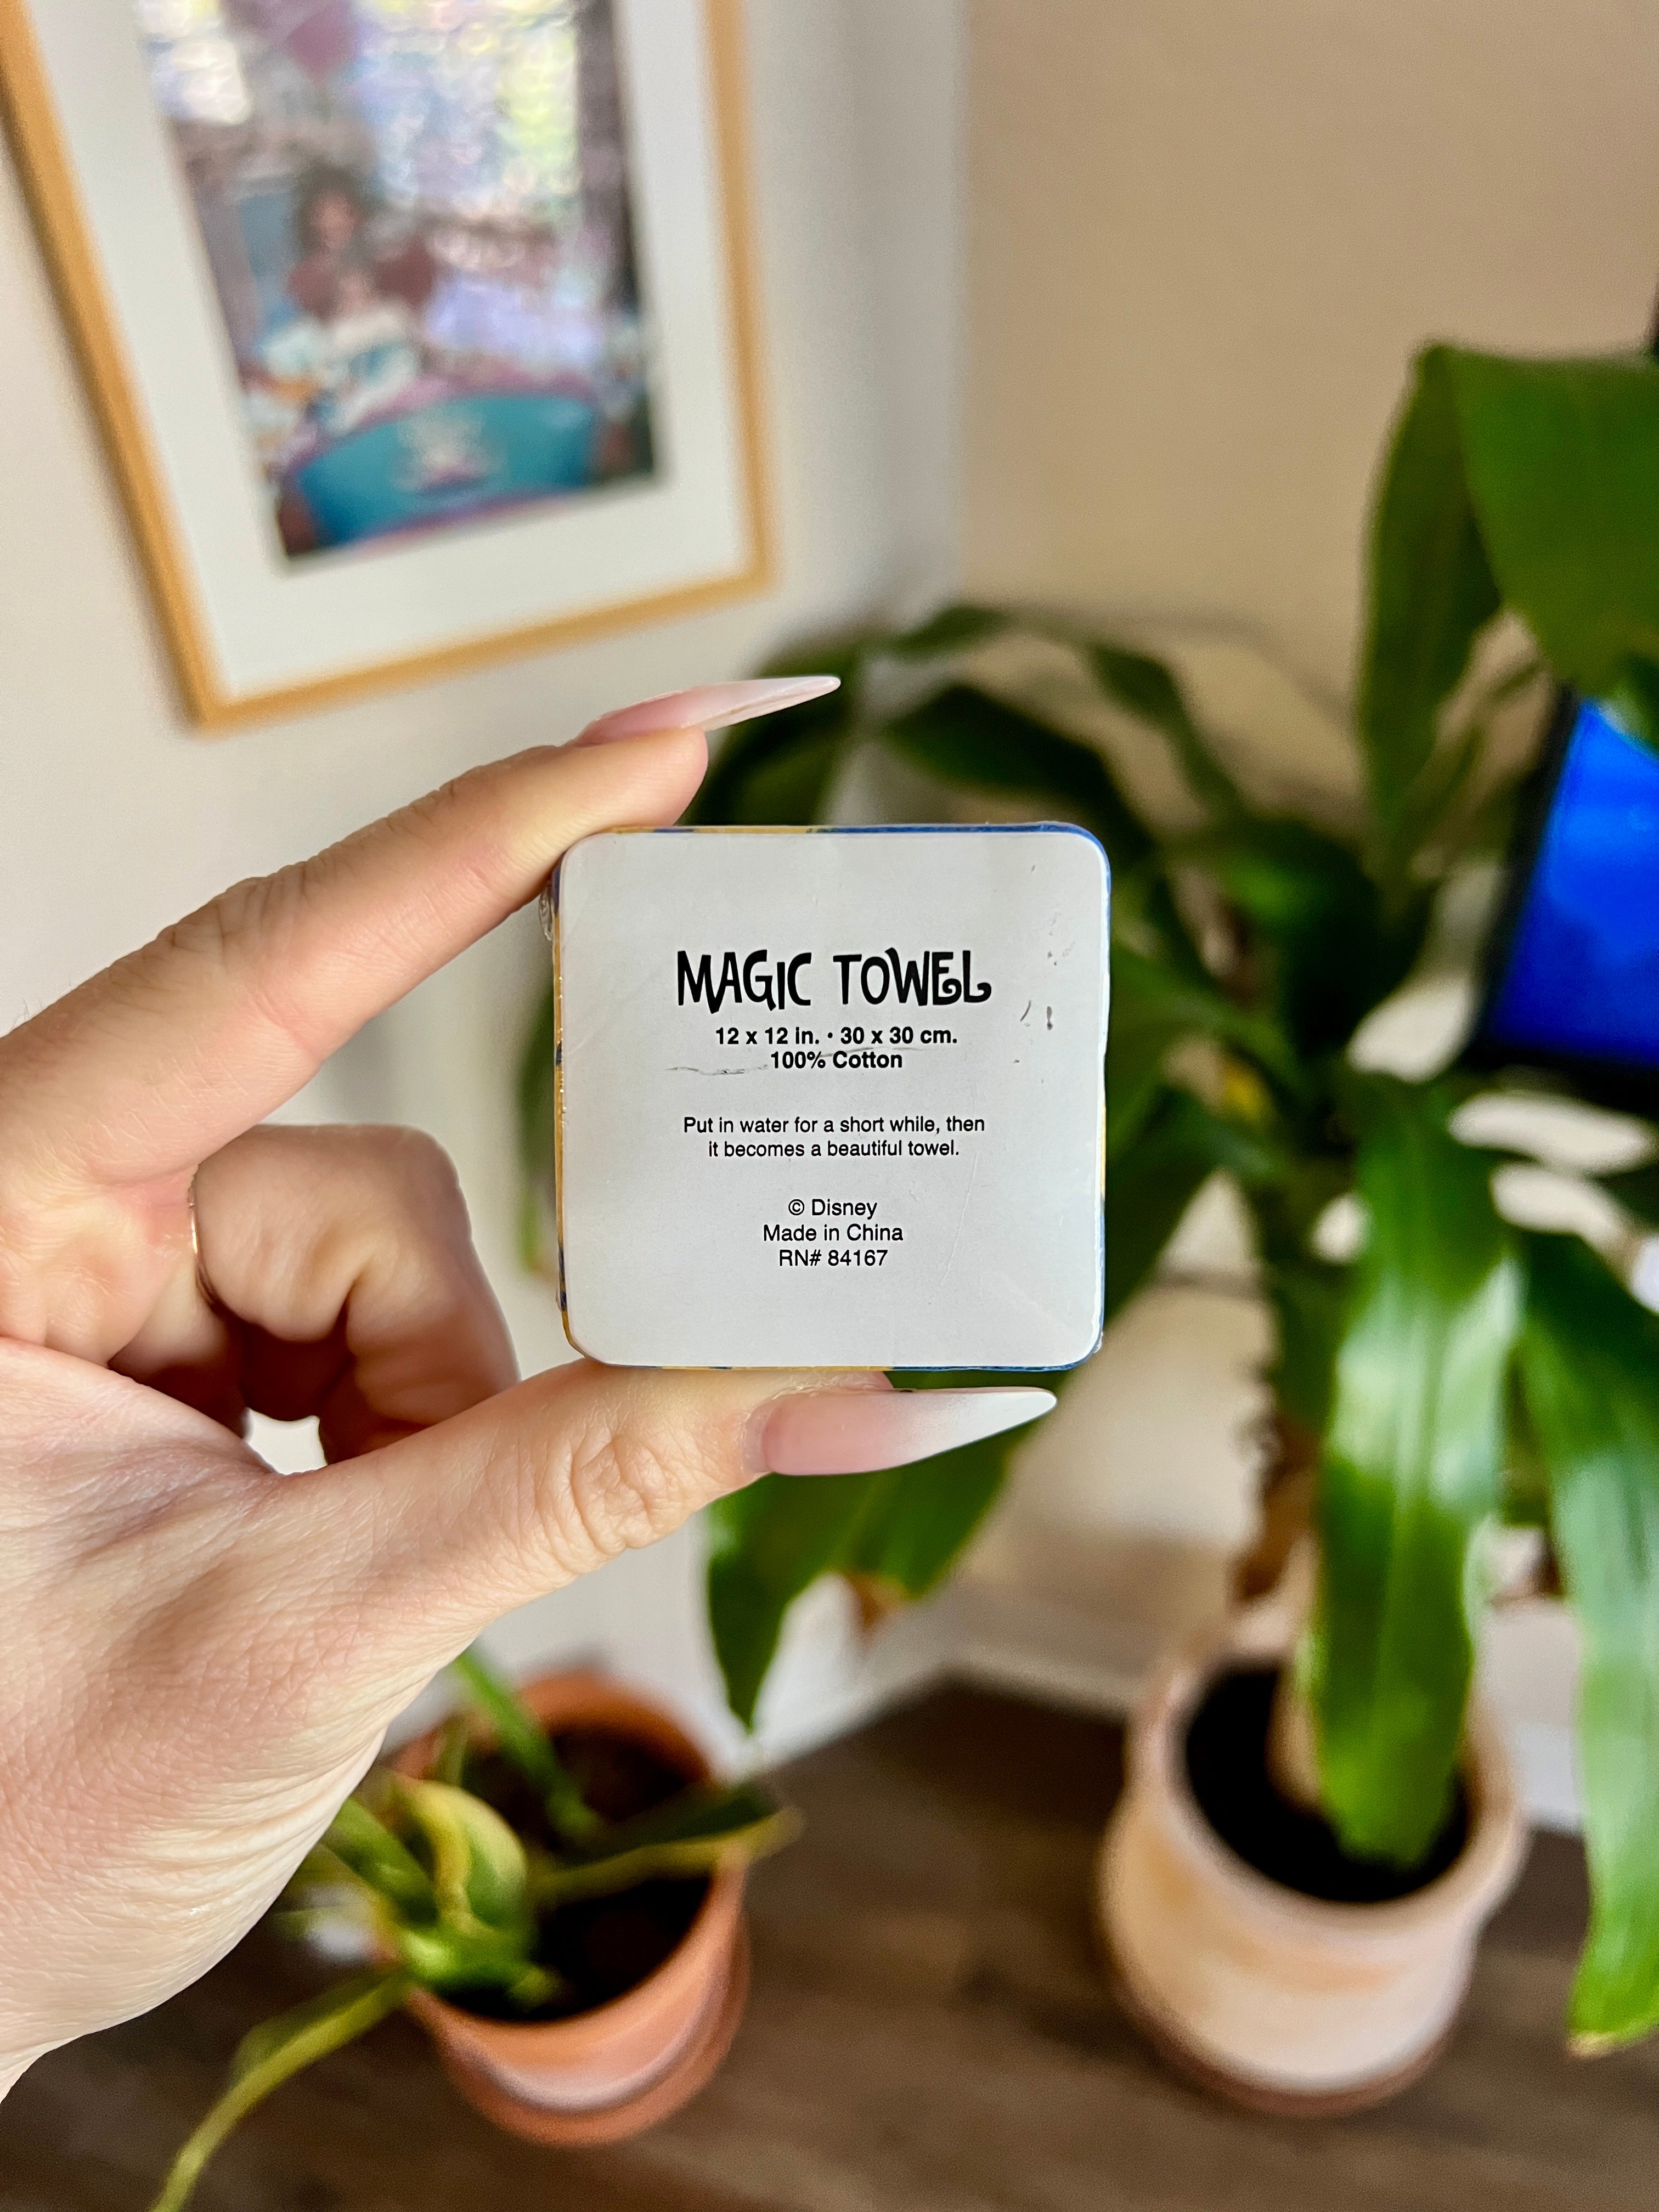 MAGIC TOWEL
12 x 12 in. • 30 x 30 cm.
100% Cotton
Put in water for a short while, then
it becomes a beautiful towel.
© Disney
Made in China
RN# 84167